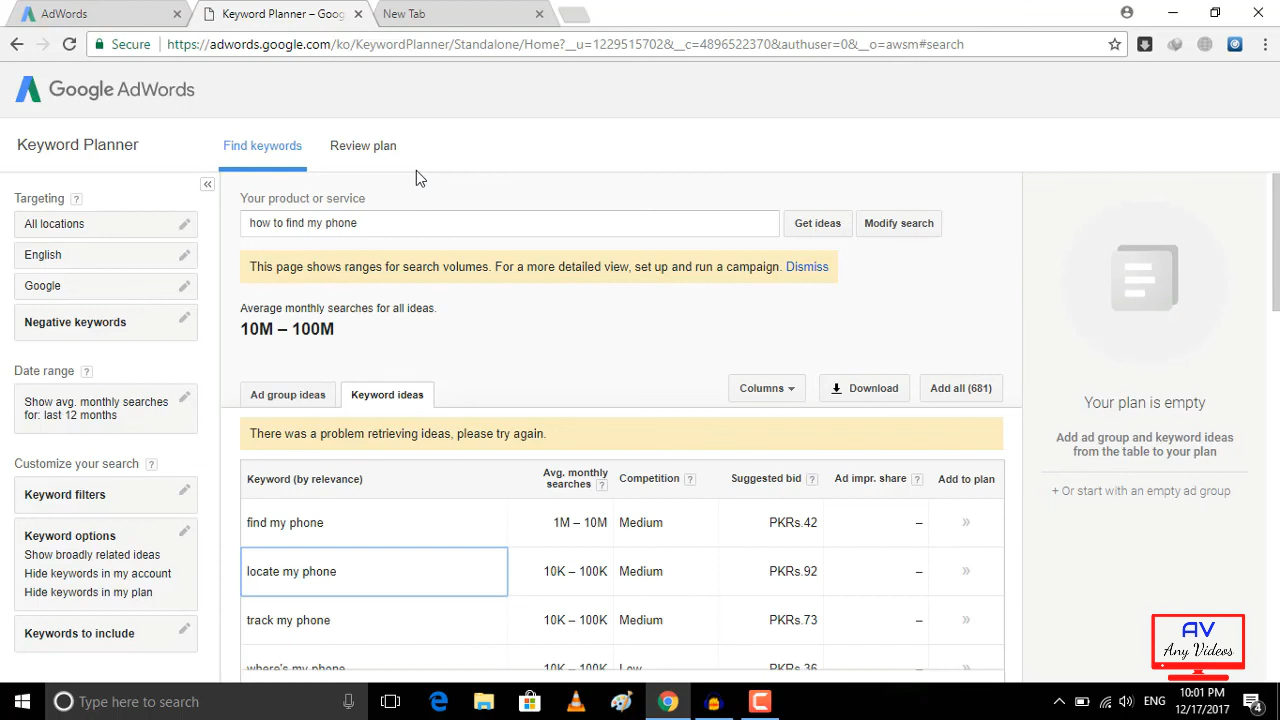 AdWords
Keyword Planner – Goog
New Tab
Secure
https://adwords.google.com/ko/KeywordPlanner/Standalone/Home?__u=1229515702&__c=4896522370&authuser=0&__o=awsm#search
Google AdWords
Keyword Planner
Find keywords
Review plan
Targeting ?
All locations
English
Google
Negative keywords
Date range ?
Show avg. monthly searches
for: last 12 months
Customize your search ?
Keyword filters
Keyword options
Show broadly related ideas
Hide keywords in my account
Hide keywords in my plan
Keywords to include
Your product or service
how to find my phone
Get ideas
Modify search
This page shows ranges for search volumes. For a more detailed view, set up and run a campaign. Dismiss
Average monthly searches for all ideas.
10M – 100M
Ad group ideas
Keyword ideas
Columns
Download
Add all (681)
There was a problem retrieving ideas, please try again.
Keyword (by relevance)
Avg. monthly
searches ?
Competition ?
Suggested bid ?
Ad impr. share ?
Add to plan
find my phone 1M – 10M Medium PKRs.42 – »
locate my phone 10K – 100K Medium PKRs.92 – »
track my phone 10K – 100K Medium PKRs.73 – »
where's my phone 10K – 100K Low PKRs.36 – »
Your plan is empty
Add ad group and keyword ideas
from the table to your plan
+ Or start with an empty ad group
AV
Any Videos
Type here to search
ENG
10:01 PM
12/17/2017
4